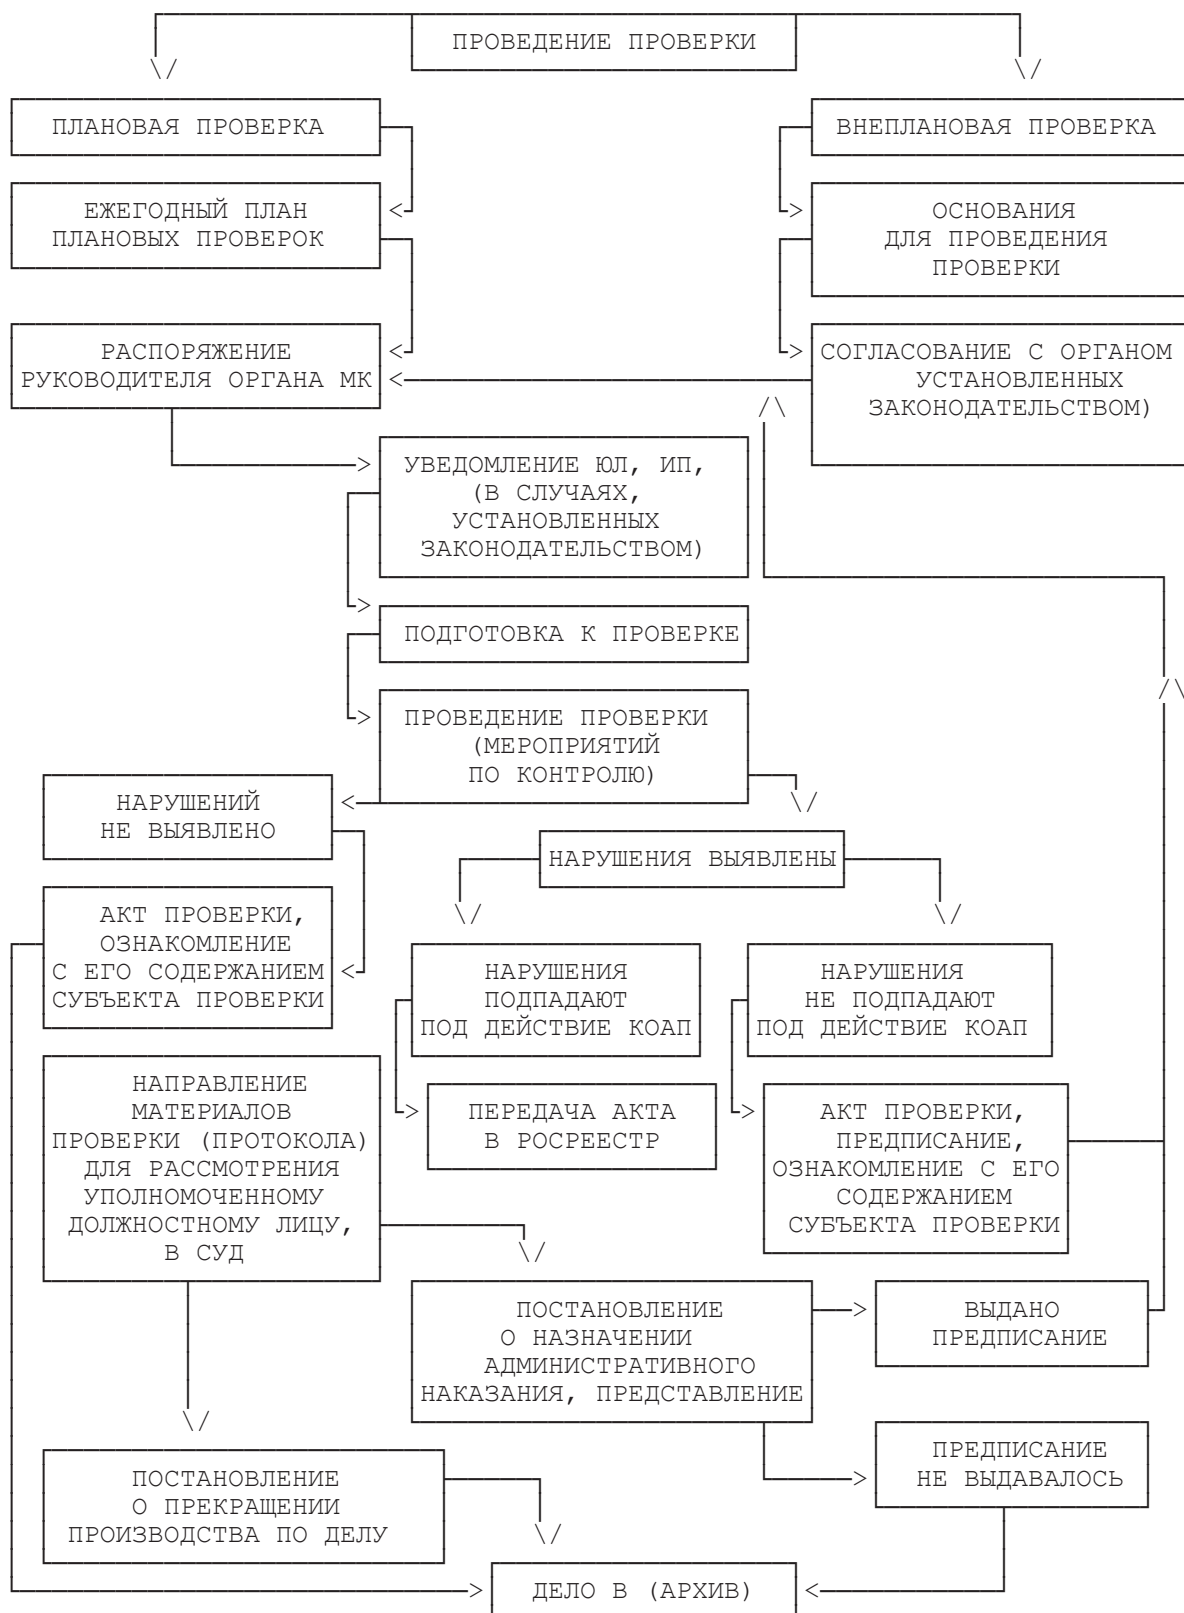 ПРОВЕДЕНИЕ ПРОВЕРКИ
ПЛАНОВАЯ ПРОВЕРКА
ВНЕПЛАНОВАЯ ПРОВЕРКА
ЕЖЕГОДНЫЙ ПЛАН
ПЛАНОВЫХ ПРОВЕРОК
ОСНОВАНИЯ
ДЛЯ ПРОВЕДЕНИЯ
ПРОВЕРКИ
РАСПОРЯЖЕНИЕ
РУКОВОДИТЕЛЯ ОРГАНА МК
СОГЛАСОВАНИЕ С ОРГАНОМ
УСТАНОВЛЕННЫХ
ЗАКОНОДАТЕЛЬСТВОМ)
УВЕДОМЛЕНИЕ ЮЛ, ИП,
(В СЛУЧАЯХ,
УСТАНОВЛЕННЫХ
ЗАКОНОДАТЕЛЬСТВОМ)
ПОДГОТОВКА К ПРОВЕРКЕ
ПРОВЕДЕНИЕ ПРОВЕРКИ
(МЕРОПРИЯТИЙ
ПО КОНТРОЛЮ)
НАРУШЕНИЙ
НЕ ВЫЯВЛЕНО
НАРУШЕНИЯ ВЫЯВЛЕНЫ
АКТ ПРОВЕРКИ,
ОЗНАКОМЛЕНИЕ
С ЕГО СОДЕРЖАНИЕМ
СУБЪЕКТА ПРОВЕРКИ
НАРУШЕНИЯ
ПОДПАДАЮТ
ПОД ДЕЙСТВИЕ КОАП
НАРУШЕНИЯ
НЕ ПОДПАДАЮТ
ПОД ДЕЙСТВИЕ КОАП
НАПРАВЛЕНИЕ
МАТЕРИАЛОВ
ПРОВЕРКИ (ПРОТОКОЛА)
ДЛЯ РАССМОТРЕНИЯ
УПОЛНОМОЧЕННОМУ
ДОЛЖНОСТНОМУ ЛИЦУ,
В СУД
ПЕРЕДАЧА АКТА
В РОСРЕЕСТР
АКТ ПРОВЕРКИ,
ПРЕДПИСАНИЕ,
ОЗНАКОМЛЕНИЕ С ЕГО
СОДЕРЖАНИЕМ
СУБЪЕКТА ПРОВЕРКИ
ПОСТАНОВЛЕНИЕ
О НАЗНАЧЕНИИ
АДМИНИСТРАТИВНОГО
НАКАЗАНИЯ, ПРЕДСТАВЛЕНИЕ
ВЫДАНО
ПРЕДПИСАНИЕ
ПРЕДПИСАНИЕ
НЕ ВЫДАВАЛОСЬ
ПОСТАНОВЛЕНИЕ
О ПРЕКРАЩЕНИИ
ПРОИЗВОДСТВА ПО ДЕЛУ
ДЕЛО В (АРХИВ)